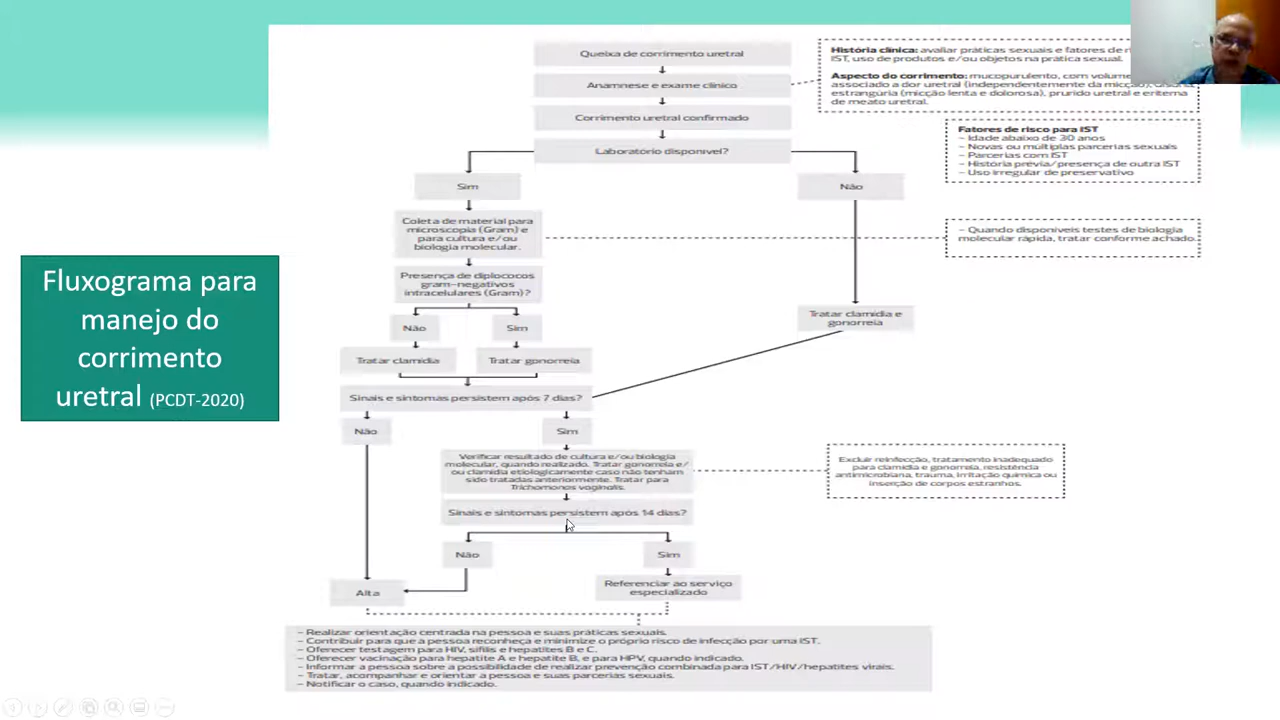 Fluxograma para
manejo do
corrimento
uretral (PCDT-2020)
Queixa de corrimento uretral
Anamnese e exame clínico
Corrimento uretral confirmado
Laboratório disponível?
História clínica: avaliar práticas sexuais e fatores de
IST, uso de produtos e/ou objetos na prática sexual.
Aspecto do corrimento: mucopurulento, com volume
associado a dor uretral (independentemente da micção),
estrangúria (micção lenta e dolorosa), prurido uretral e eritema
de meato uretral.
Fatores de risco para IST
– Idade abaixo de 30 anos
– Novas ou múltiplas parcerias sexuais
– Parcerias com IST
– História prévia/presença de outra IST
– Uso irregular de preservativo
Sim
Não
Coleta de material para
microscopia (Gram) e
para cultura e/ou
biologia molecular.
– Quando disponíveis testes de biologia
molecular rápida, tratar conforme achado.
Presença de diplococos
gram-negativos
intracelulares (Gram)?
Não
Sim
Tratar clamídia e
gonorreia
Tratar clamídia
Tratar gonorreia
Sinais e sintomas persistem após 7 dias?
Não
Sim
Verificar resultado de cultura e/ou biologia
molecular, quando realizado. Tratar gonorreia e/
ou clamídia etiologicamente caso não tenham
sido tratadas anteriormente. Tratar para
Trichomonas vaginalis.
Excluir reinfecção, tratamento inadequado
para clamídia e gonorreia, resistência
antimicrobiana, trauma, irritação química ou
inserção de corpos estranhos.
Sinais e sintomas persistem após 14 dias?
Não
Sim
Alta
Referenciar ao serviço
especializado
– Realizar orientação centrada na pessoa e suas práticas sexuais.
– Contribuir para que a pessoa reconheça e minimize o próprio risco de infecção por uma IST.
– Oferecer testagem para HIV, sífilis e hepatites B e C.
– Oferecer vacinação para hepatite A e hepatite B, e para HPV, quando indicado.
– Informar a pessoa sobre a possibilidade de realizar prevenção combinada para IST/HIV/hepatites virais.
– Tratar, acompanhar e orientar a pessoa e suas parcerias sexuais.
– Notificar o caso, quando indicado.